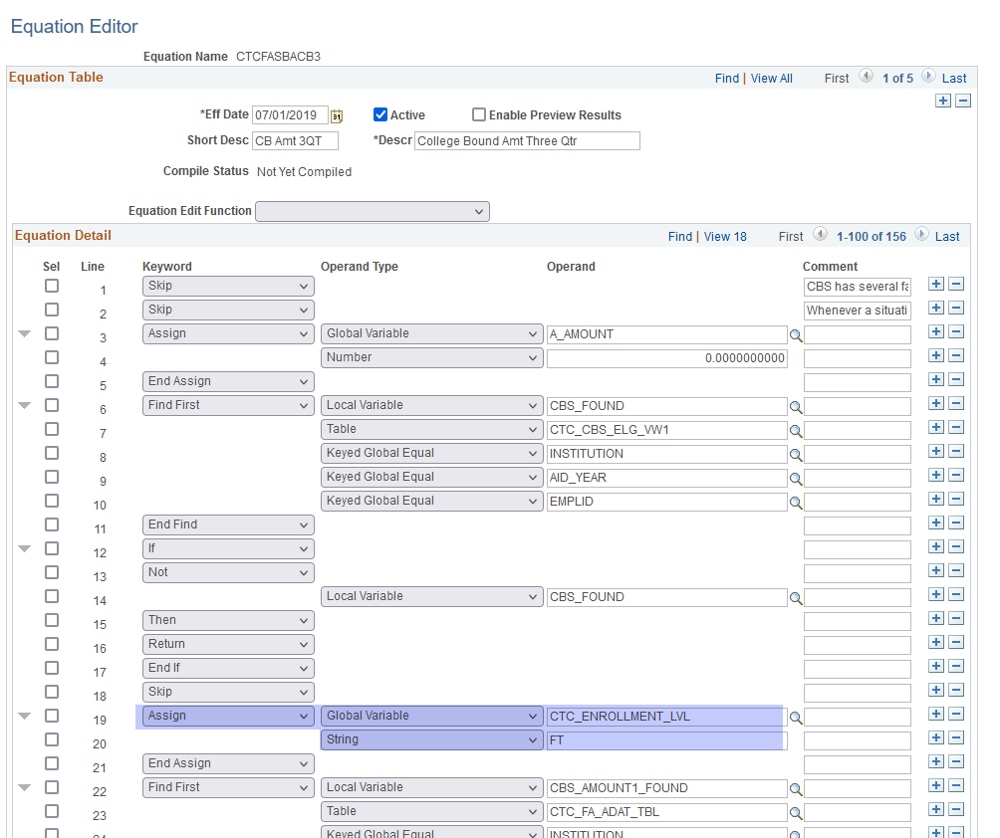 Equation Editor
Equation Name CTCFASBACB3
Equation Table Find | View All First 1 of 5 Last
*Eff Date 07/01/2019 31 Active Enable Preview Results
Short Desc CB Amt 3QT *Descr College Bound Amt Three Qtr
Compile Status Not Yet Compiled
Equation Edit Function
Equation Detail Find | View 18 First 1-100 of 156 Last
Sel Line Keyword Operand Type Operand Comment
1 Skip CBS has several fa
2 Skip Whenever a situati
3 Assign Global Variable A_AMOUNT
4 Number 0.0000000000
5 End Assign
6 Find First Local Variable CBS_FOUND
7 Table CTC_CBS_ELG_VW1
8 Keyed Global Equal INSTITUTION
9 Keyed Global Equal AID_YEAR
10 Keyed Global Equal EMPLID
11 End Find
12 If
13 Not
14 Local Variable CBS_FOUND
15 Then
16 Return
17 End If
18 Skip
19 Assign Global Variable CTC_ENROLLMENT_LVL
20 String FT
21 End Assign
22 Find First Local Variable CBS_AMOUNT1_FOUND
23 Table CTC_FA_ADAT_TBL
24 Keyed Global Equal INSTITUTION